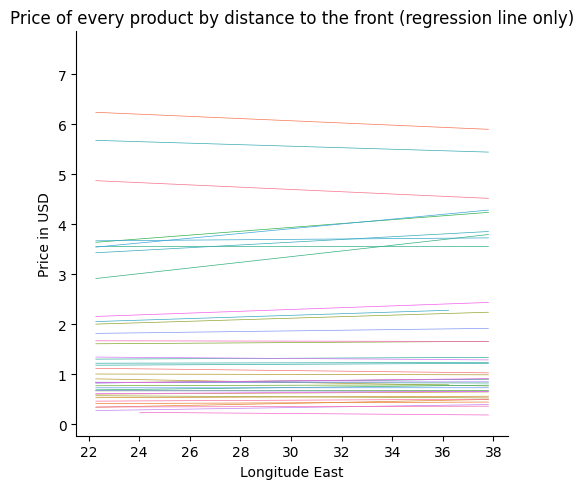 Price of every product by distance to the front (regression line only)
Price in USD
7
6
5
4
3
2
1
0
22 24 26 28 30 32 34 36 38
Longitude East